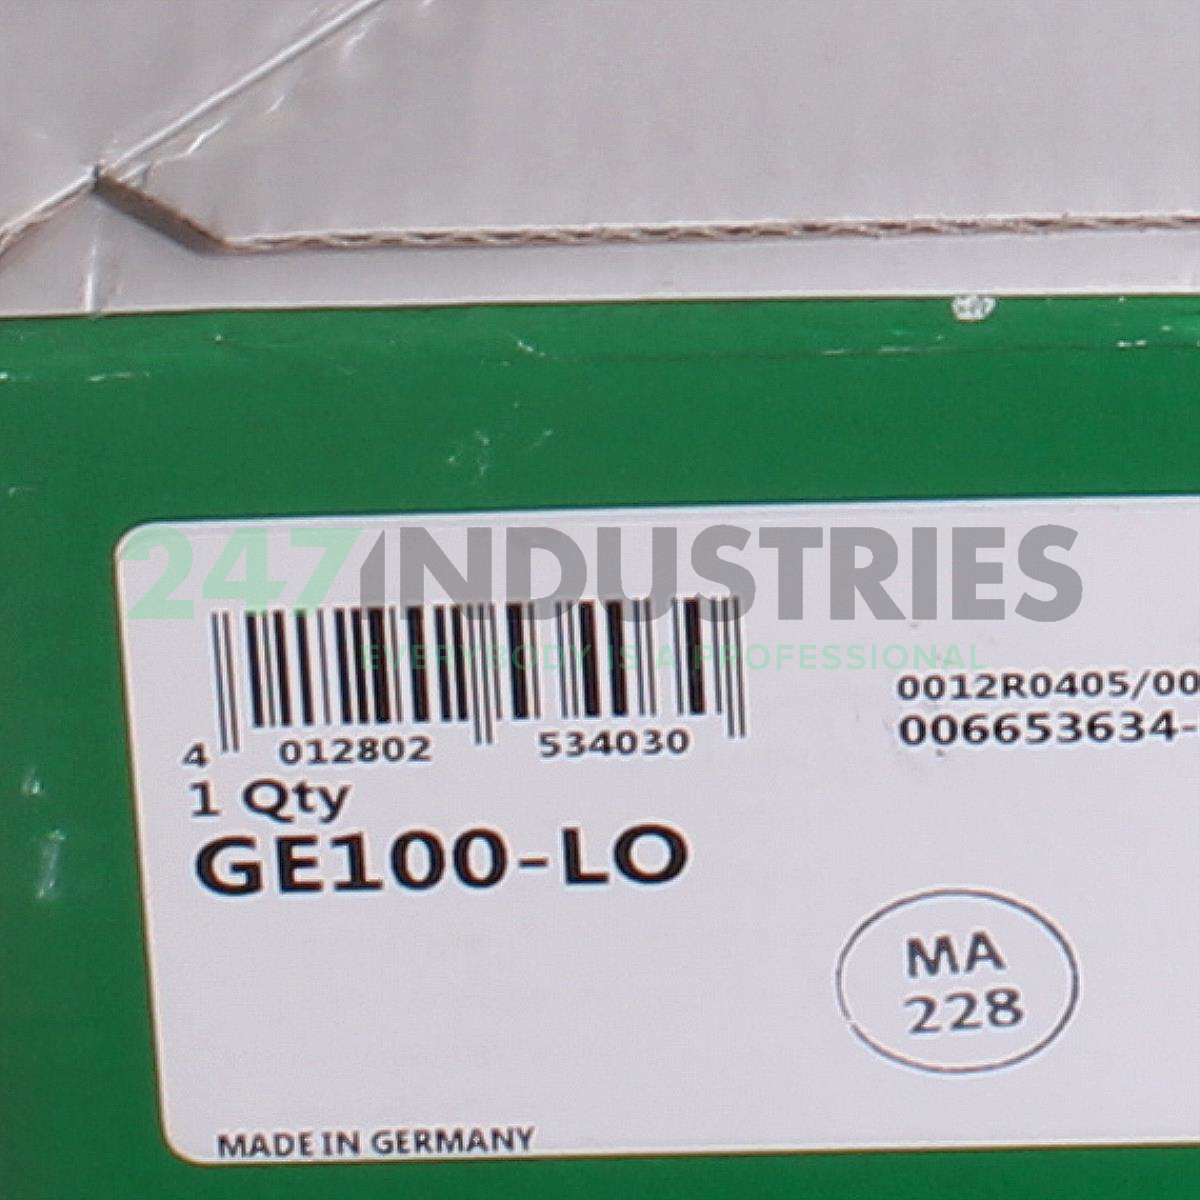 247INDUSTRIES
EVERYBODY IS A PROFESSIONAL
4 012802 534030
0012R0405/00
006653634-
1 Qty
GE100-LO
MA
228
MADE IN GERMANY